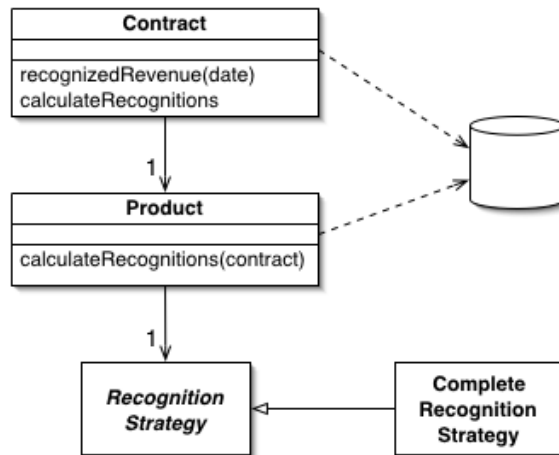 Contract
recognizedRevenue(date)
calculateRecognitions
1
Product
calculateRecognitions(contract)
1
Recognition
Strategy
Complete
Recognition
Strategy